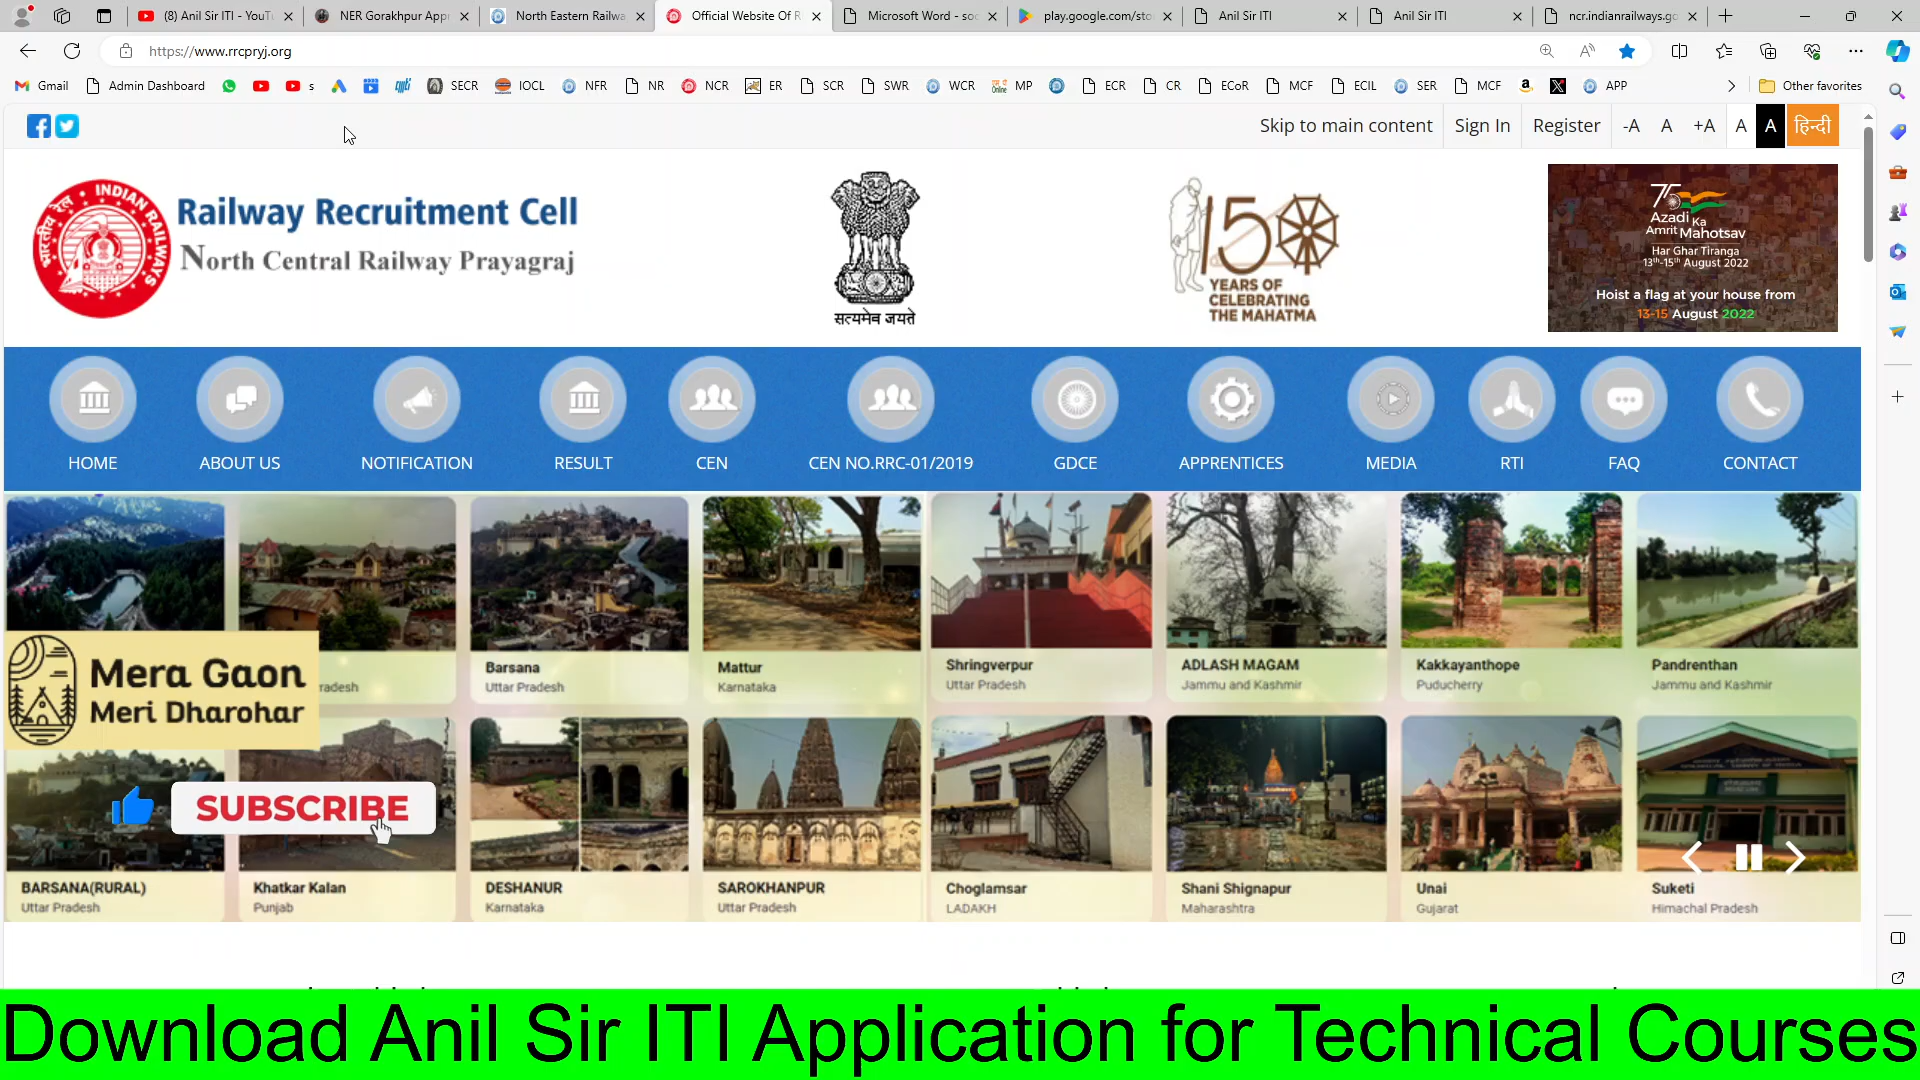 (8) Anil Sir ITI - YouT
NER Gorakhpur Appr
North Eastern Railwa
Official Website Of R
Microsoft Word - soc
play.google.com/sto
Anil Sir ITI
Anil Sir ITI
ncr.indianrailways.go
https://www.rrcpryj.org
Gmail Admin Dashboard s SECR IOCL NFR NR NCR ER SCR SWR WCR MP ECR CR ECoR MCF ECIL SER MCF APP Other favorites
Skip to main content Sign In Register -A A +A A A हिन्दी
INDIAN RAILWAYS
भारतीय रेल
Railway Recruitment Cell
North Central Railway Prayagraj
सत्यमेव जयते
150
YEARS OF
CELEBRATING
THE MAHATMA
75
Azadi Ka
Amrit Mahotsav
Har Ghar Tiranga
13th-15th August 2022
Hoist a flag at your house from
13-15 August 2022
HOME ABOUT US NOTIFICATION RESULT CEN CEN NO.RRC-01/2019 GDCE APPRENTICES MEDIA RTI FAQ CONTACT
Mera Gaon
Meri Dharohar
radesh
Barsana
Uttar Pradesh
Mattur
Karnataka
Shringverpur
Uttar Pradesh
ADLASH MAGAM
Jammu and Kashmir
Kakkayanthope
Puducherry
Pandrenthan
Jammu and Kashmir
SUBSCRIBE
BARSANA(RURAL)
Uttar Pradesh
Khatkar Kalan
Punjab
DESHANUR
Karnataka
SAROKHANPUR
Uttar Pradesh
Choglamsar
LADAKH
Shani Shignapur
Maharashtra
Unai
Gujarat
Suketi
Himachal Pradesh
Download Anil Sir ITI Application for Technical Courses